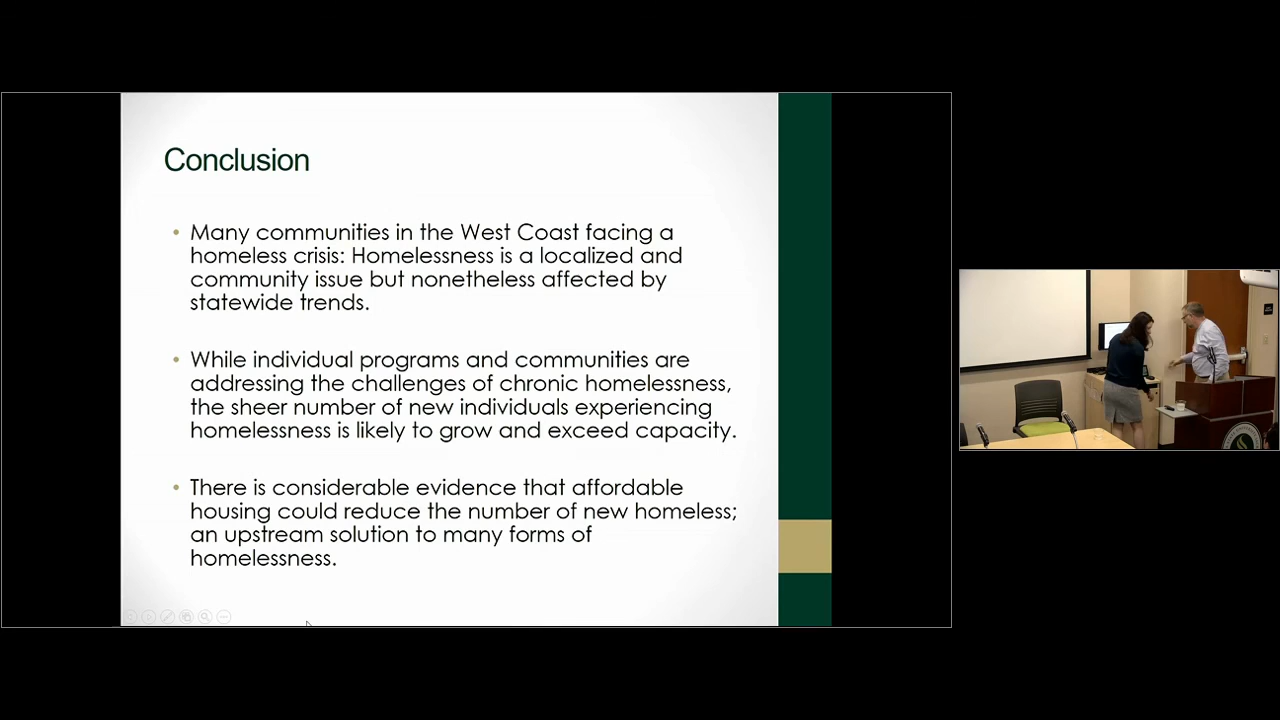 Conclusion
• Many communities in the West Coast facing a
homeless crisis: Homelessness is a localized and
community issue but nonetheless affected by
statewide trends.
• While individual programs and communities are
addressing the challenges of chronic homelessness,
the sheer number of new individuals experiencing
homelessness is likely to grow and exceed capacity.
• There is considerable evidence that affordable
housing could reduce the number of new homeless;
an upstream solution to many forms of
homelessness.